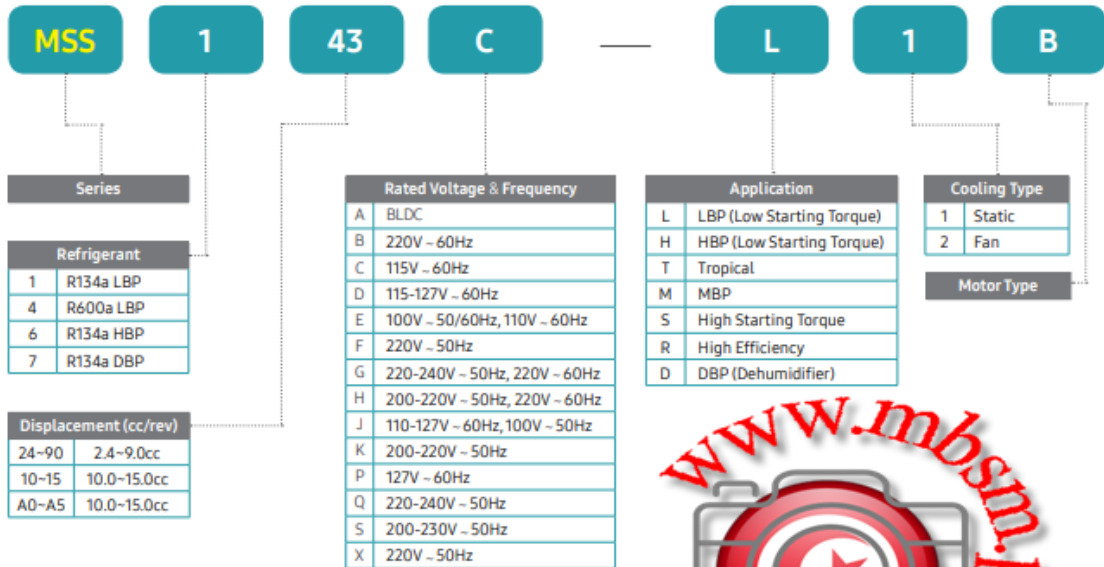 MSS 1 43 C — L 1 B
Series
Refrigerant
1 R134a LBP
4 R600a LBP
6 R134a HBP
7 R134a DBP
Displacement (cc/rev)
24~90 2.4~9.0cc
10~15 10.0~15.0cc
A0~A5 10.0~15.0cc
Rated Voltage & Frequency
A BLDC
B 220V ~ 60Hz
C 115V ~ 60Hz
D 115-127V ~ 60Hz
E 100V ~ 50/60Hz, 110V ~ 60Hz
F 220V ~ 50Hz
G 220-240V ~ 50Hz, 220V ~ 60Hz
H 200-220V ~ 50Hz, 220V ~ 60Hz
J 110-127V ~ 60Hz, 100V ~ 50Hz
K 200-220V ~ 50Hz
P 127V ~ 60Hz
Q 220-240V ~ 50Hz
S 200-230V ~ 50Hz
X 220V ~ 50Hz
Application
L LBP (Low Starting Torque)
H HBP (Low Starting Torque)
T Tropical
M MBP
S High Starting Torque
R High Efficiency
D DBP (Dehumidifier)
Cooling Type
1 Static
2 Fan
Motor Type
www.mbsm.